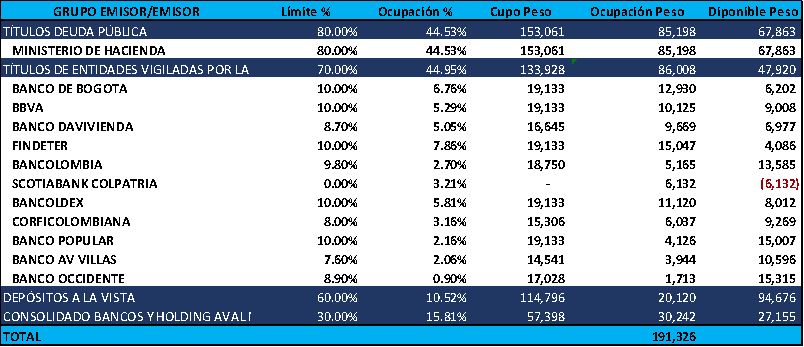 GRUPO EMISOR/EMISOR Límite % Ocupación % Cupo Peso Ocupación Peso Diponible Peso
TÍTULOS DEUDA PÚBLICA 80.00% 44.53% 153,061 85,198 67,863
MINISTERIO DE HACIENDA 80.00% 44.53% 153,061 85,198 67,863
TÍTULOS DE ENTIDADES VIGILADAS POR LA 70.00% 44.95% 133,928 86,008 47,920
BANCO DE BOGOTA 10.00% 6.76% 19,133 12,930 6,202
BBVA 10.00% 5.29% 19,133 10,125 9,008
BANCO DAVIVIENDA 8.70% 5.05% 16,645 9,669 6,977
FINDETER 10.00% 7.86% 19,133 15,047 4,086
BANCOLOMBIA 9.80% 2.70% 18,750 5,165 13,585
SCOTIABANK COLPATRIA 0.00% 3.21% - 6,132 (6,132)
BANCOLDEX 10.00% 5.81% 19,133 11,120 8,012
CORFICOLOMBIANA 8.00% 3.16% 15,306 6,037 9,269
BANCO POPULAR 10.00% 2.16% 19,133 4,126 15,007
BANCO AV VILLAS 7.60% 2.06% 14,541 3,944 10,596
BANCO OCCIDENTE 8.90% 0.90% 17,028 1,713 15,315
DEPÓSITOS A LA VISTA 60.00% 10.52% 114,796 20,120 94,676
CONSOLIDADO BANCOS Y HOLDING AVAL 30.00% 15.81% 57,398 30,242 27,155
TOTAL 191,326